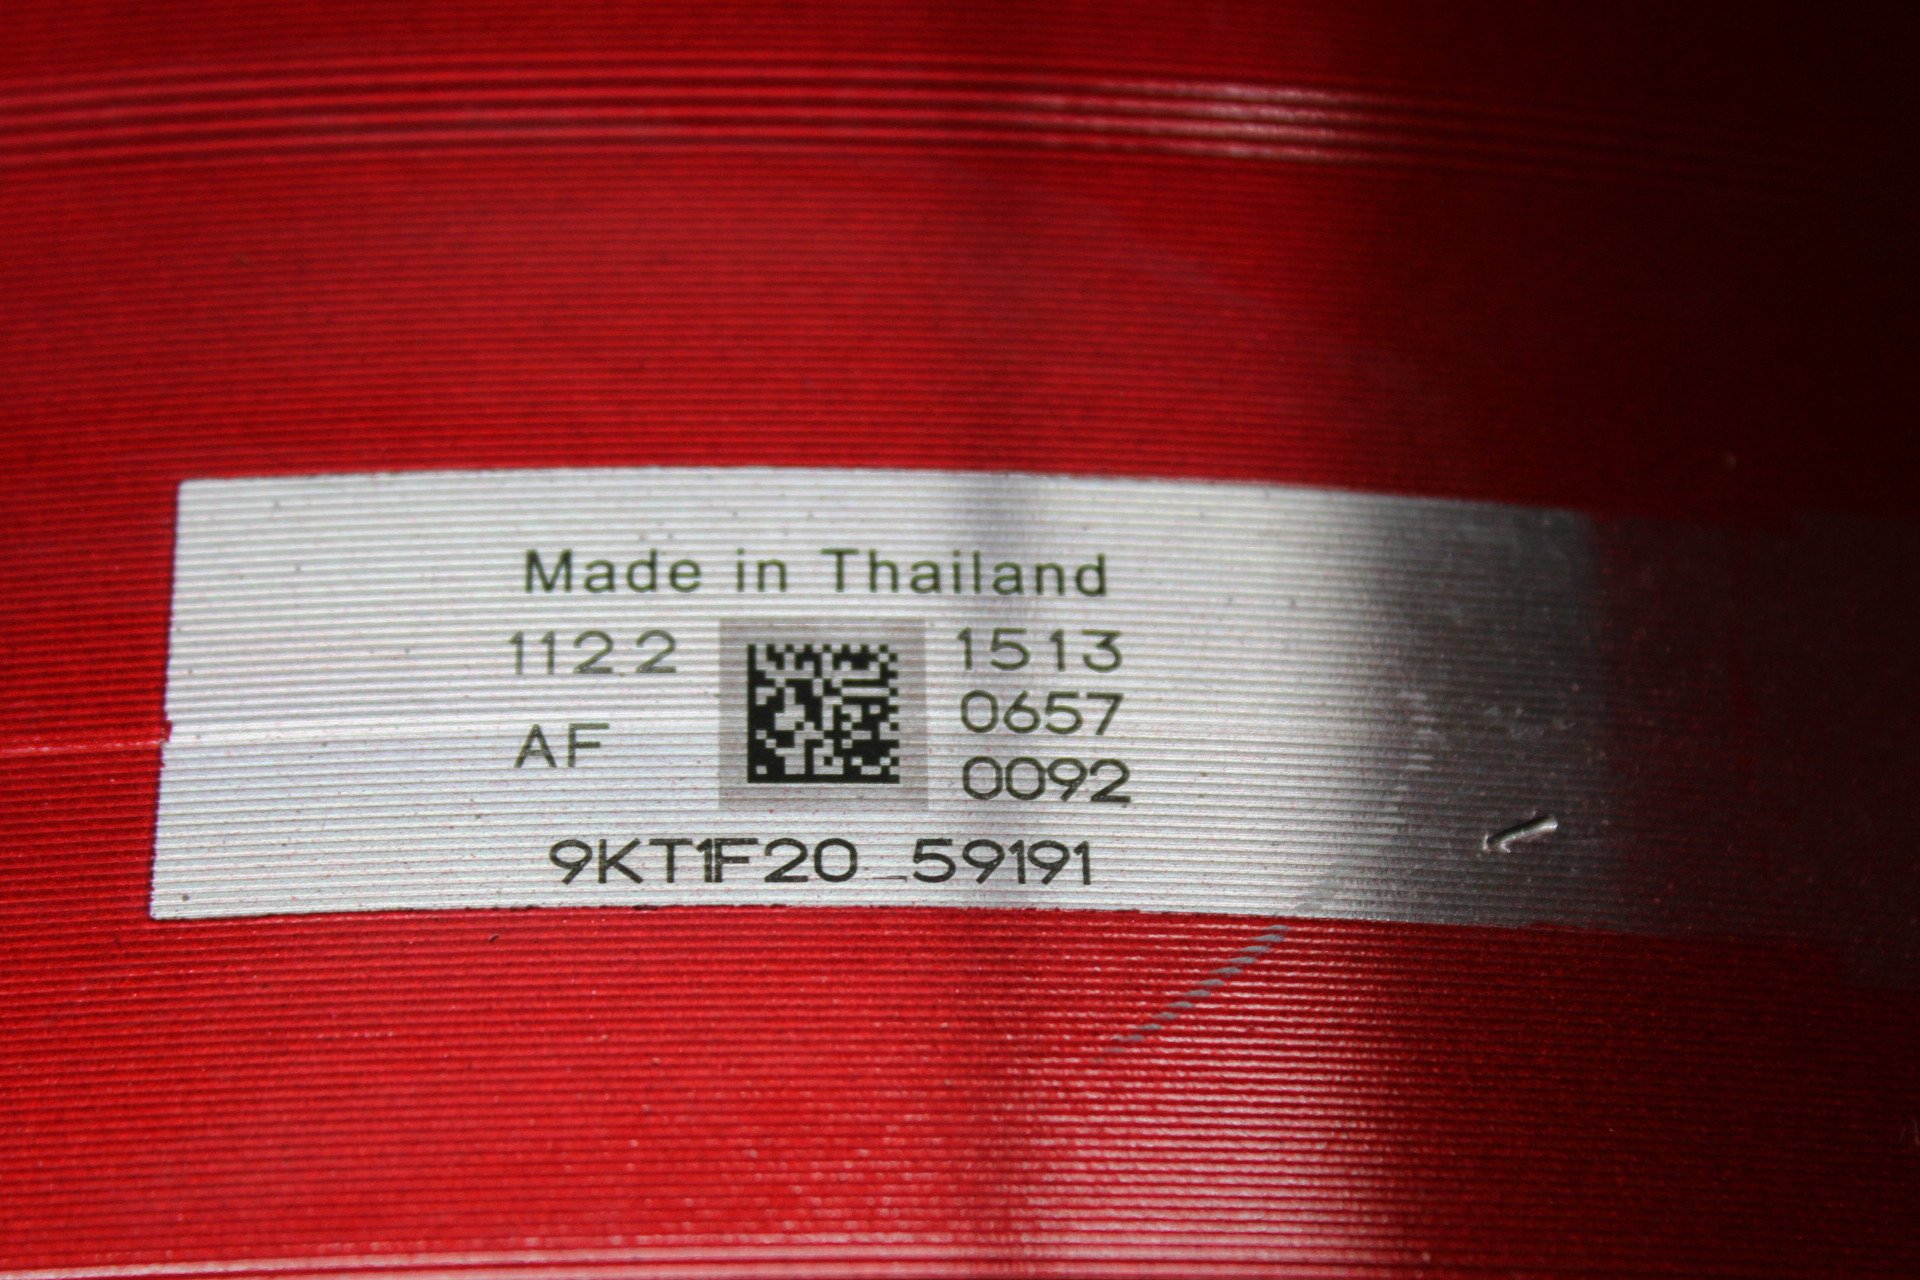 Made in Thailand
1122 1513
0657
AF
0092
9KT1F20_59191